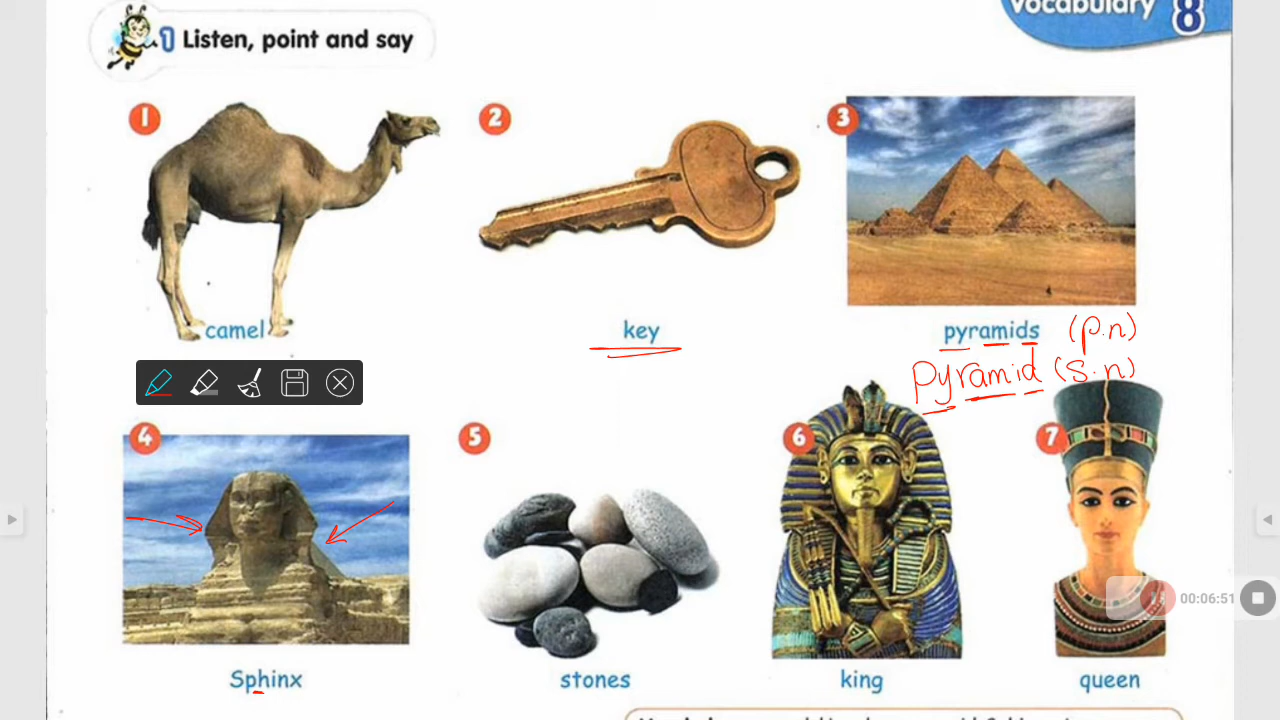 Vocabulary 8
1 Listen, point and say
1
2
3
camel
key
pyramids (p.n)
pyramid (s.n)
4
5
6
7
00:06:51
Sphinx
stones
king
queen